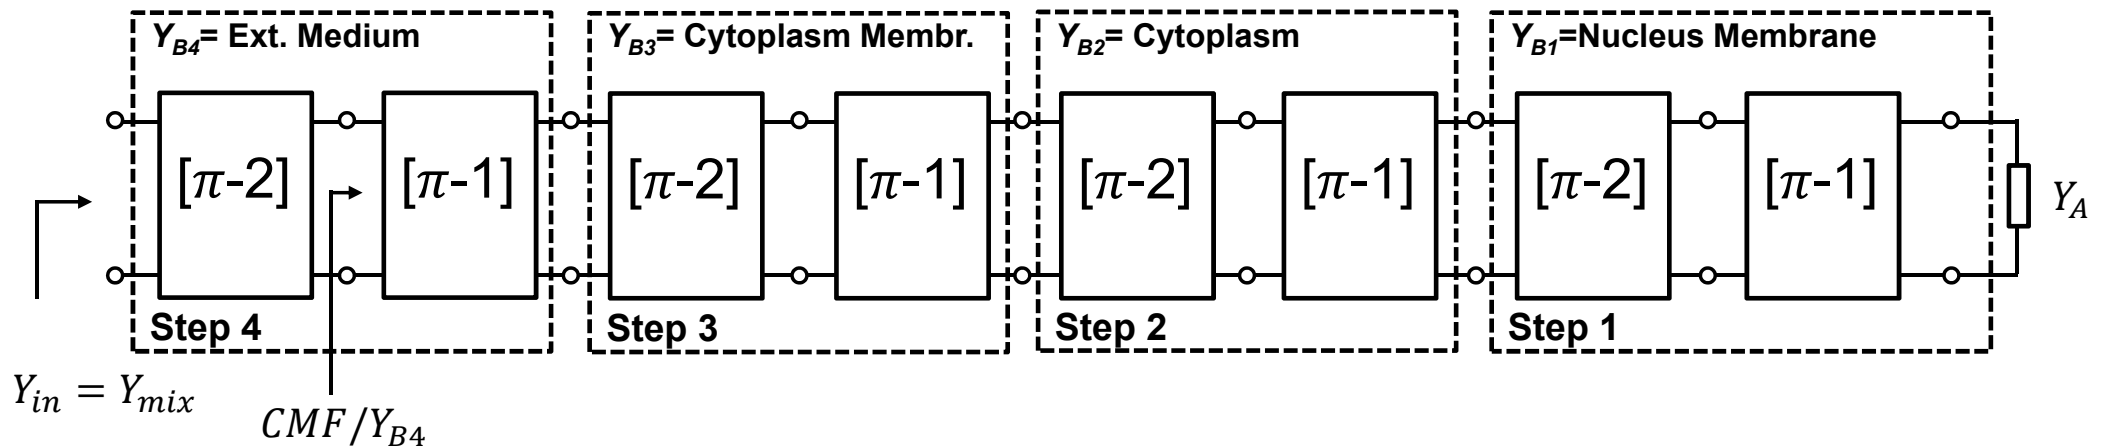 Y_B4= Ext. Medium
Y_B3= Cytoplasm Membr.
Y_B2= Cytoplasm
Y_B1=Nucleus Membrane
[π-2]
[π-1]
[π-2]
[π-1]
[π-2]
[π-1]
[π-2]
[π-1]
Y_A
Step 4
Step 3
Step 2
Step 1
Y_in = Y_mix
CMF/Y_B4